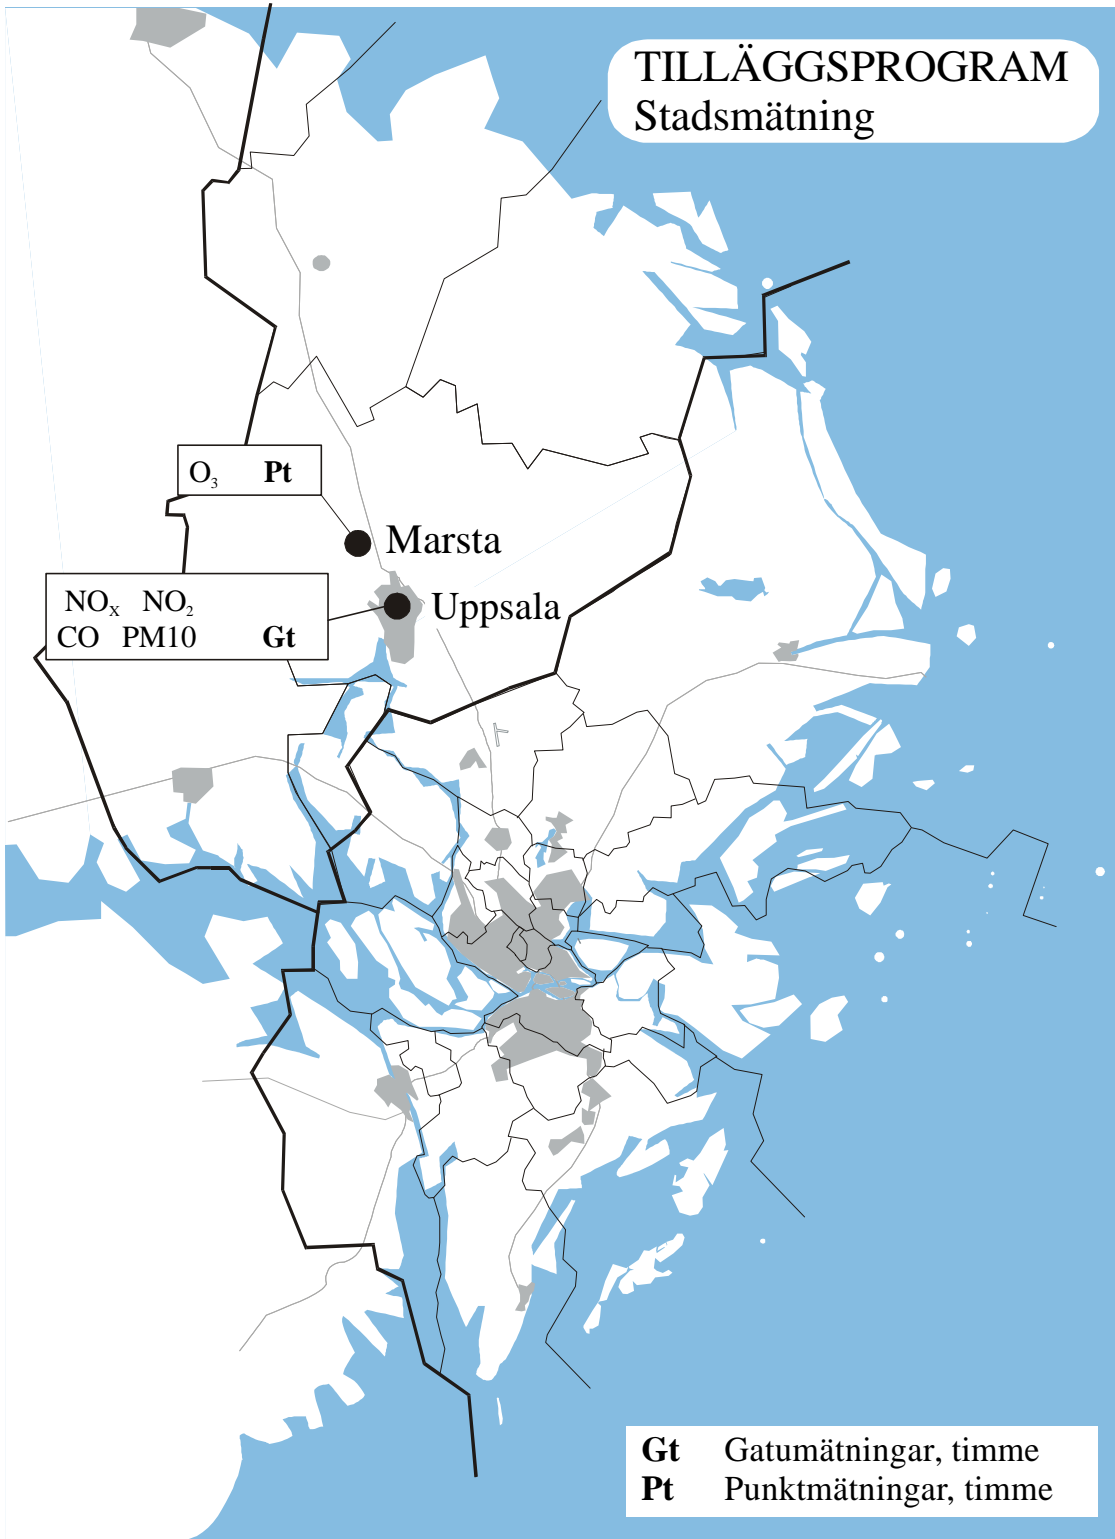 TILLÄGGSPROGRAM
Stadsmätning
O₃ Pt
Marsta
NOₓ NO₂
CO PM10 Gt
Uppsala
Gt Gatumätningar, timme
Pt Punktmätningar, timme